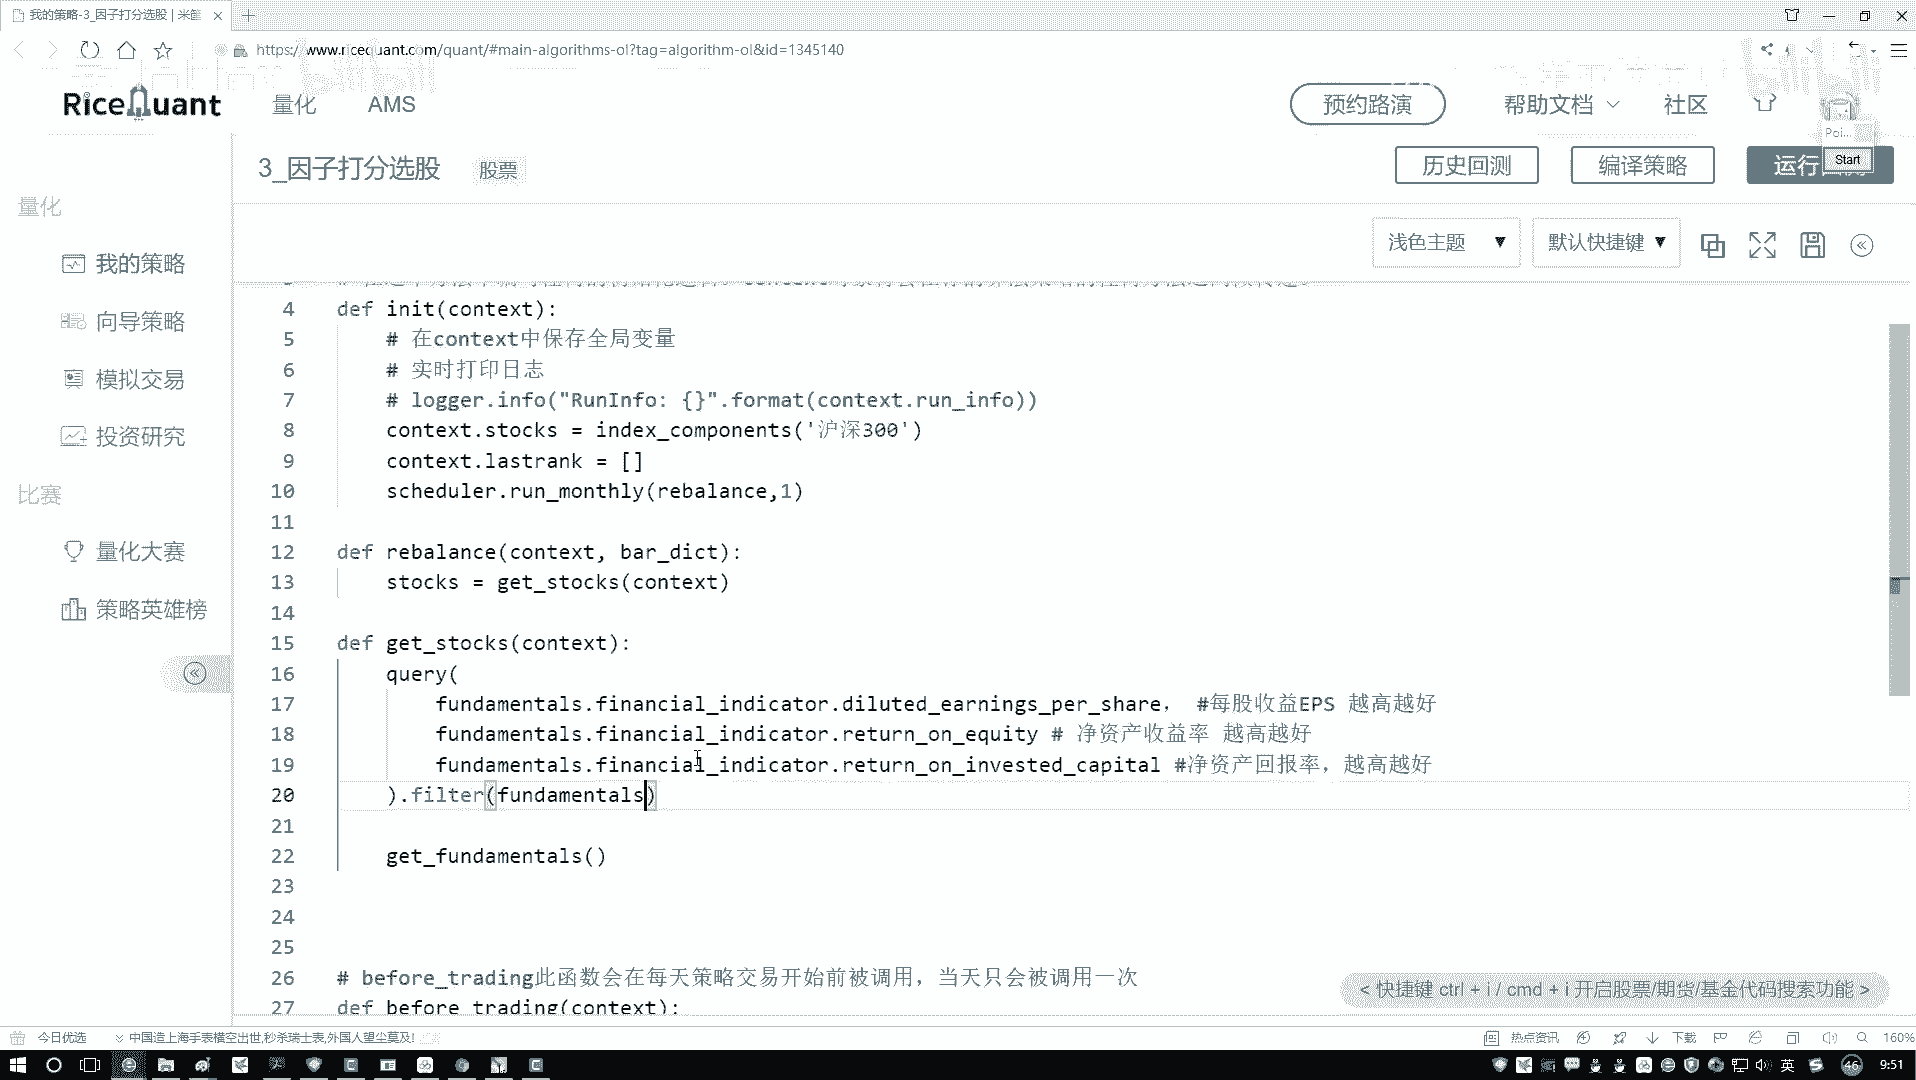 我的策略-3_因子打分选股 | 米筐
https://www.ricequant.com/quant/#main-algorithms-ol?tag=algorithm-ol&id=1345140
RiceQuant
量化
AMS
预约路演
帮助文档
社区
Poi...
Start
3_因子打分选股
股票
历史回测
编译策略
运行
量化
我的策略
向导策略
模拟交易
投资研究
比赛
量化大赛
策略英雄榜
浅色主题 ▼
默认快捷键 ▼
4 def init(context):
5 # 在context中保存全局变量
6 # 实时打印日志
7 # logger.info("RunInfo: {}".format(context.run_info))
8 context.stocks = index_components('沪深300')
9 context.lastrank = []
10 scheduler.run_monthly(rebalance,1)
11
12 def rebalance(context, bar_dict):
13 stocks = get_stocks(context)
14
15 def get_stocks(context):
16 query(
17 fundamentals.financial_indicator.diluted_earnings_per_share， #每股收益EPS 越高越好
18 fundamentals.financial_indicator.return_on_equity # 净资产收益率 越高越好
19 fundamentals.financial_indicator.return_on_invested_capital #净资产回报率，越高越好
20 ).filter(fundamentals)
21
22 get_fundamentals()
23
24
25
26 # before_trading此函数会在每天策略交易开始前被调用，当天只会被调用一次
27 def before_trading(context):
< 快捷键 ctrl + i / cmd + i 开启股票/期货/基金代码搜索功能 >
今日优选
中国造上海手表横空出世,秒杀瑞士表,外国人望尘莫及!
热点资讯
下载
160%
英
46
9:51